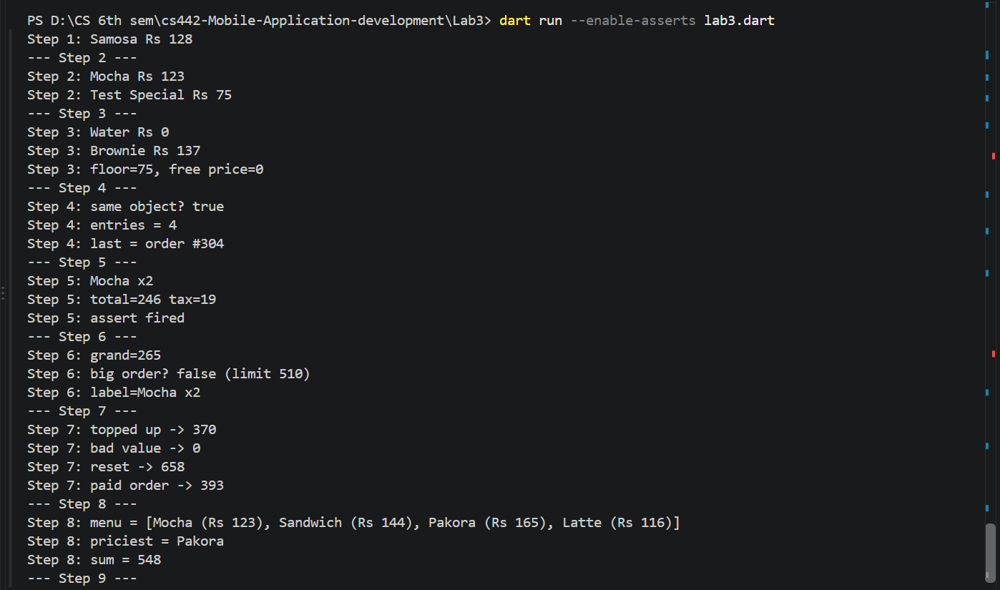 PS D:\CS 6th sem\cs442-Mobile-Application-development\Lab3> dart run --enable-asserts lab3.dart
Step 1: Samosa Rs 128
--- Step 2 ---
Step 2: Mocha Rs 123
Step 2: Test Special Rs 75
--- Step 3 ---
Step 3: Water Rs 0
Step 3: Brownie Rs 137
Step 3: floor=75, free price=0
--- Step 4 ---
Step 4: same object? true
Step 4: entries = 4
Step 4: last = order #304
--- Step 5 ---
Step 5: Mocha x2
Step 5: total=246 tax=19
Step 5: assert fired
--- Step 6 ---
Step 6: grand=265
Step 6: big order? false (limit 510)
Step 6: label=Mocha x2
--- Step 7 ---
Step 7: topped up -> 370
Step 7: bad value -> 0
Step 7: reset -> 658
Step 7: paid order -> 393
--- Step 8 ---
Step 8: menu = [Mocha (Rs 123), Sandwich (Rs 144), Pakora (Rs 165), Latte (Rs 116)]
Step 8: priciest = Pakora
Step 8: sum = 548
--- Step 9 ---